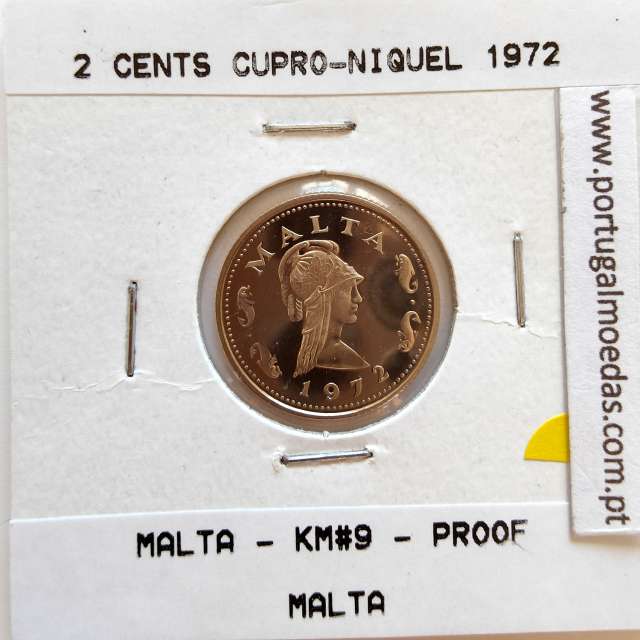 2 CENTS CUPRO-NIQUEL 1972
www.portugalmoedas.com.pt
MALTA
1972
MALTA - KM#9 - PROOF
MALTA